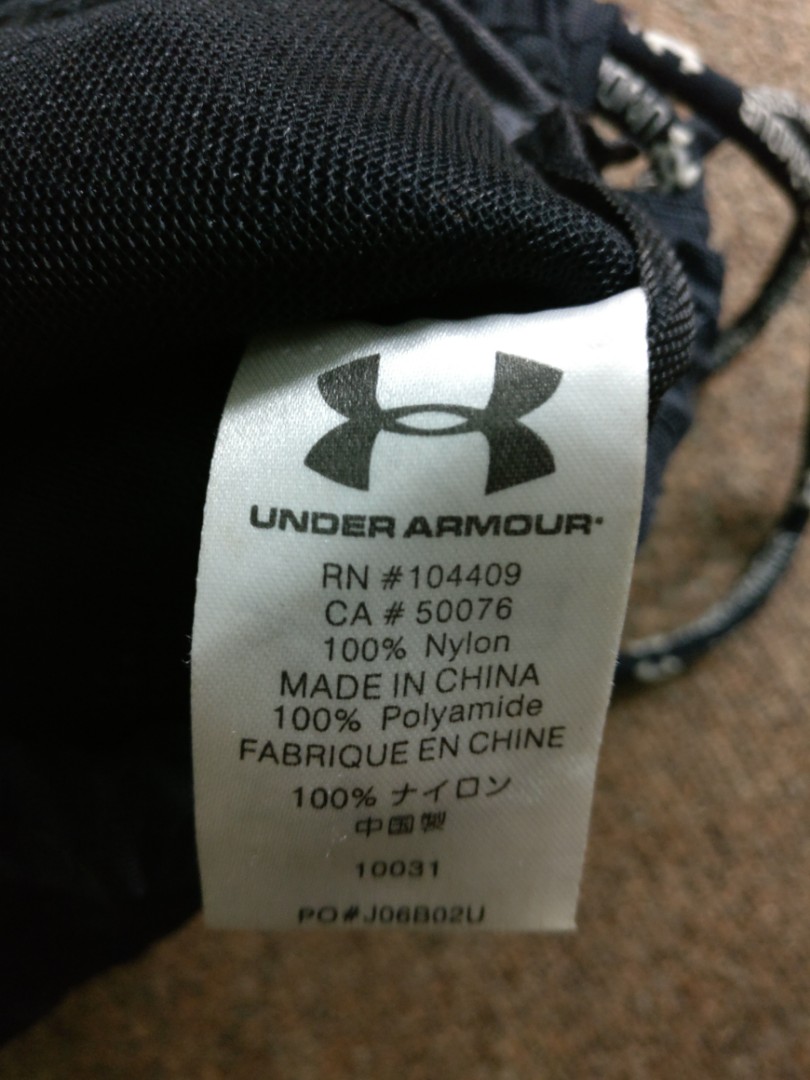 UNDER ARMOUR
RN #104409
CA # 50076
100% Nylon
MADE IN CHINA
100% Polyamide
FABRIQUE EN CHINE
100% ナイロン
中国製
10031
PO#J06B02U